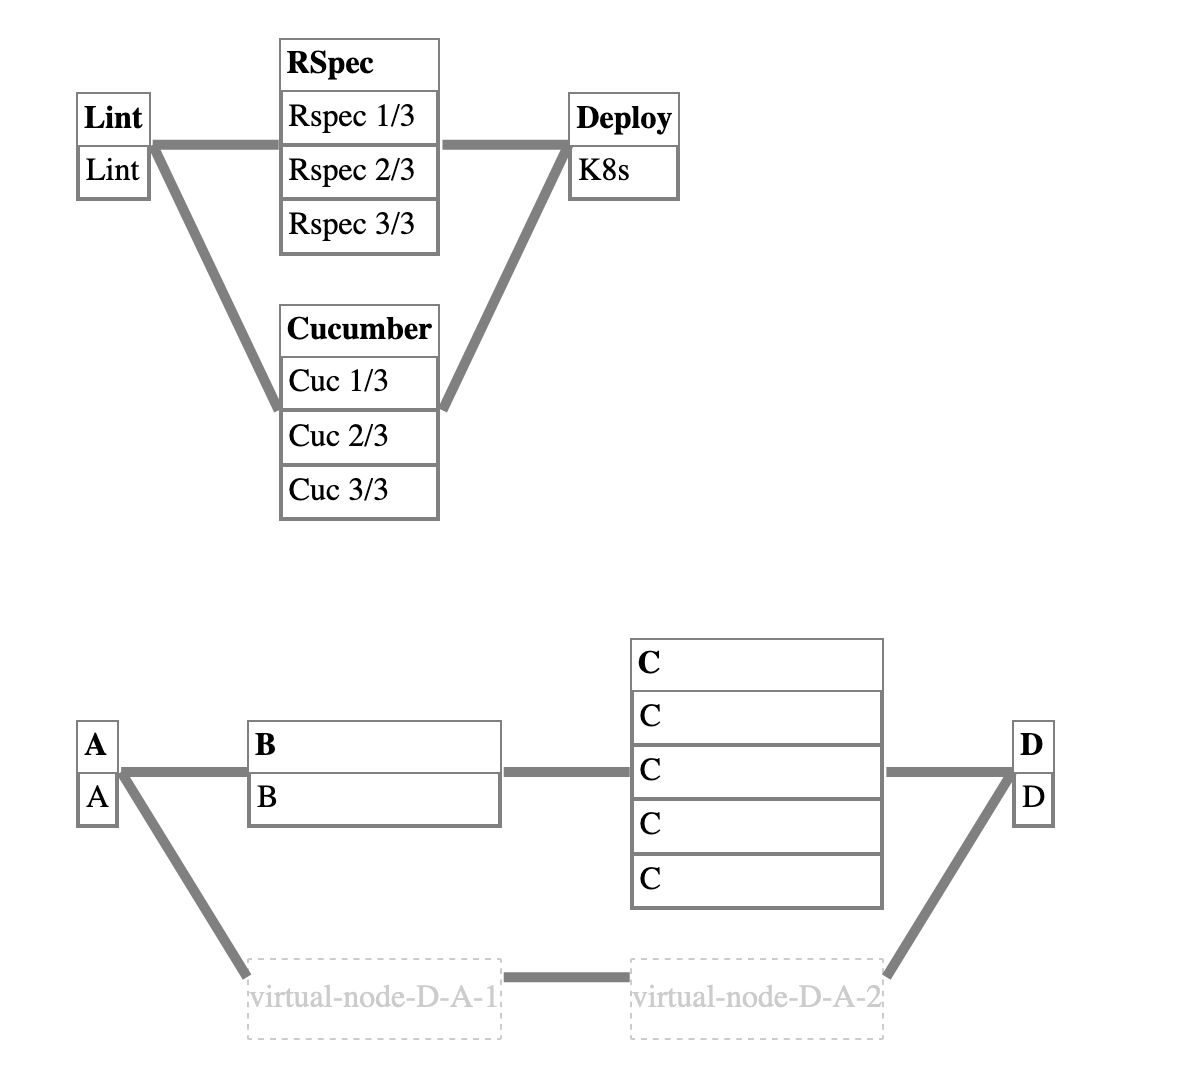 Lint
Lint
RSpec
Rspec 1/3
Rspec 2/3
Rspec 3/3
Cucumber
Cuc 1/3
Cuc 2/3
Cuc 3/3
Deploy
K8s
A
A
B
B
C
C
C
C
C
D
D
virtual-node-D-A-1
virtual-node-D-A-2